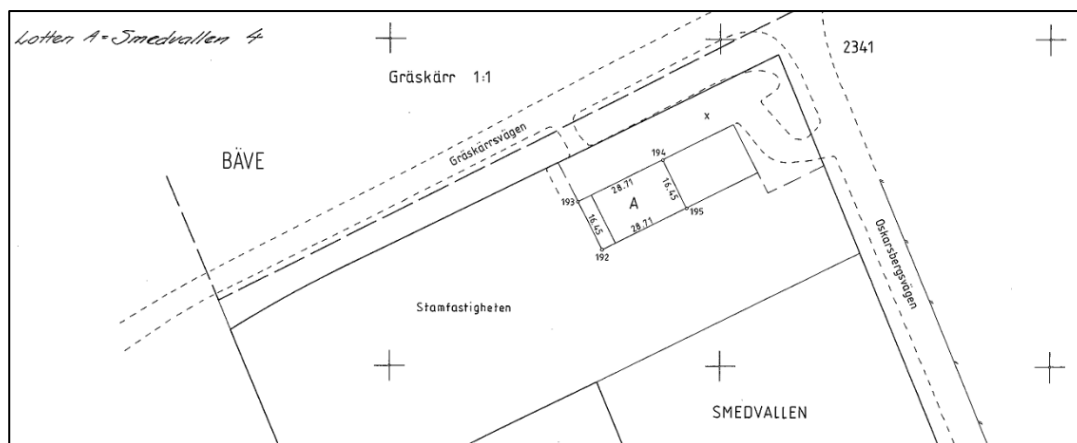 Lotten A=Smedvallen 4
2341
Gräskärr 1:1
Gräskärrsvägen
BÄVE
x
194
28.71
193
16.45
A
16.45
195
28.71
192
Oskarsbergsvägen
Stamfastigheten
SMEDVALLEN